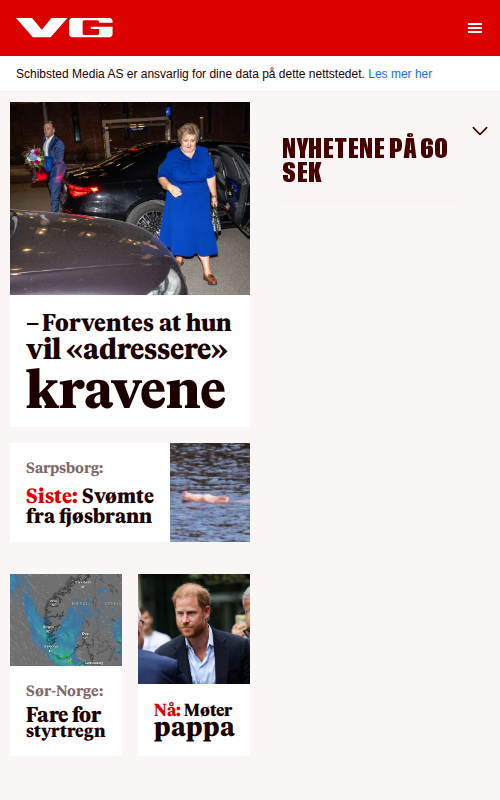 VG
Schibsted Media AS er ansvarlig for dine data på dette nettstedet. Les mer her
NYHETENE PÅ 60
SEK
– Forventes at hun
vil «adressere»
kravene
Sarpsborg:
Siste: Svømte
fra fjøsbrann
Sør-Norge:
Fare for
styrtregn
Nå: Møter
pappa